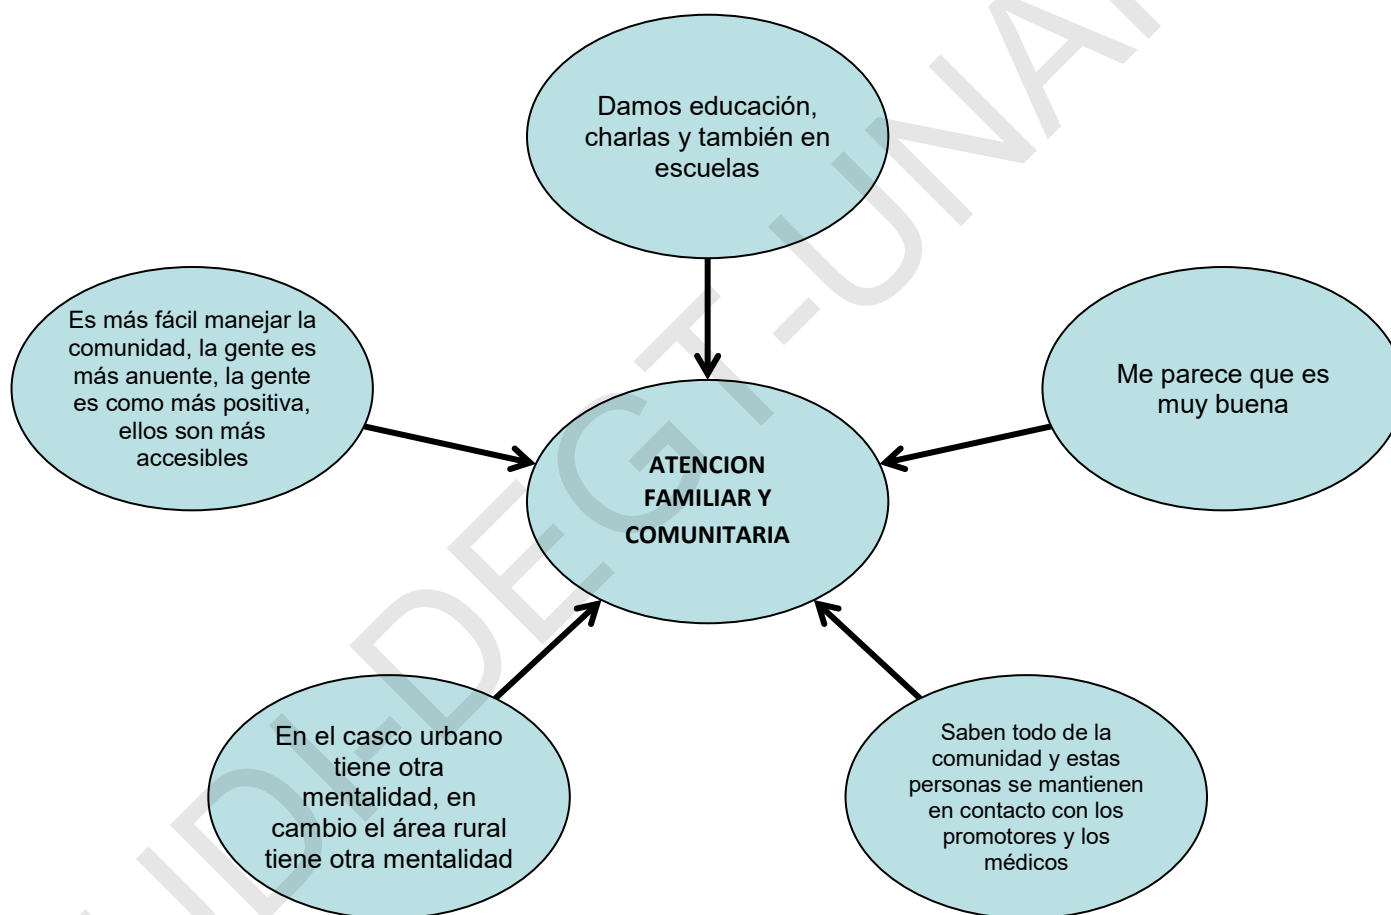 Damos educación,
charlas y también en
escuelas
Es más fácil manejar la
comunidad, la gente es
más anuente, la gente
es como más positiva,
ellos son más
accesibles
Me parece que es
muy buena
ATENCION
FAMILIAR Y
COMUNITARIA
En el casco urbano
tiene otra
mentalidad, en
cambio el área rural
tiene otra mentalidad
Saben todo de la
comunidad y estas
personas se mantienen
en contacto con los
promotores y los
médicos
UDI-DEGT-UNAH